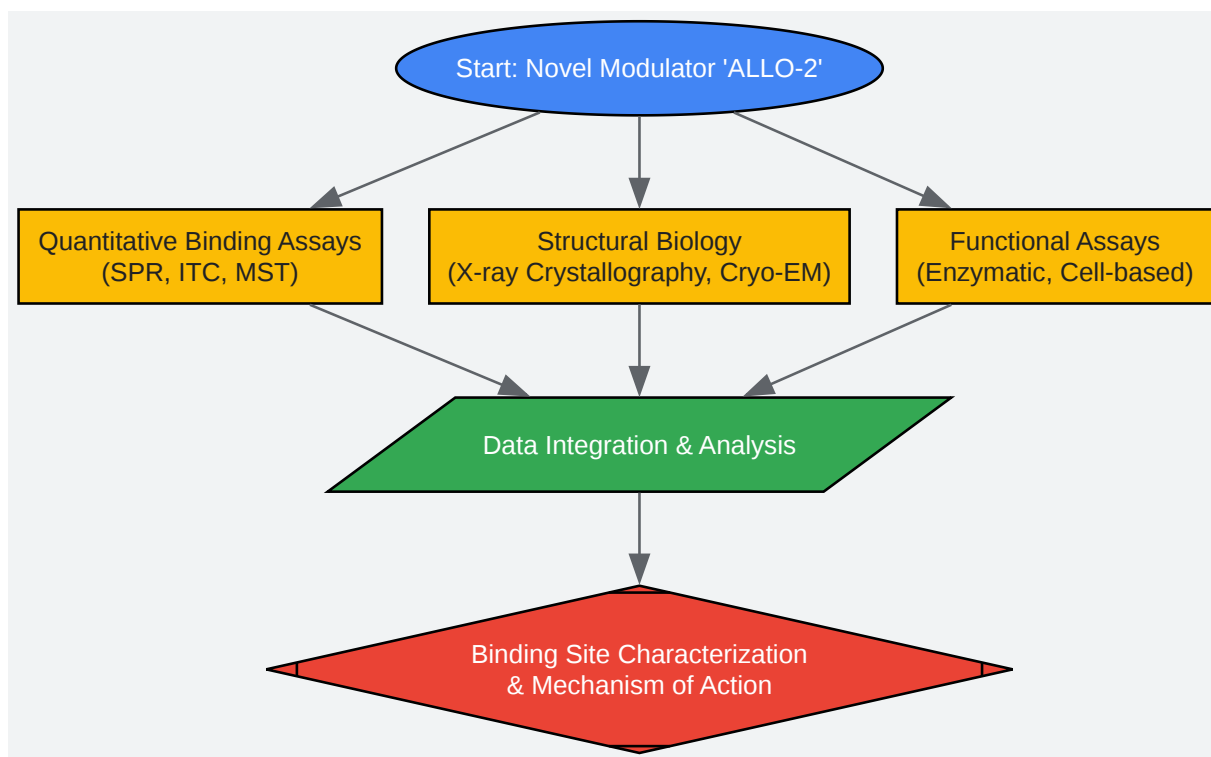 Start: Novel Modulator 'ALLO-2'
Quantitative Binding Assays
(SPR, ITC, MST)
Structural Biology
(X-ray Crystallography, Cryo-EM)
Functional Assays
(Enzymatic, Cell-based)
Data Integration & Analysis
Binding Site Characterization
& Mechanism of Action